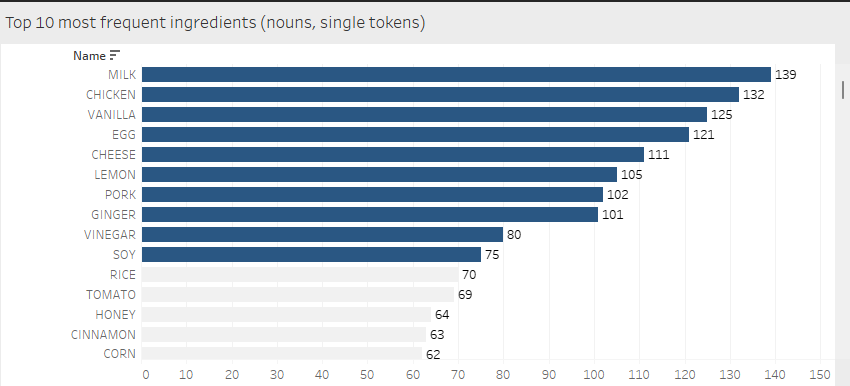 Top 10 most frequent ingredients (nouns, single tokens)
Name
MILK 139
CHICKEN 132
VANILLA 125
EGG 121
CHEESE 111
LEMON 105
PORK 102
GINGER 101
VINEGAR 80
SOY 75
RICE 70
TOMATO 69
HONEY 64
CINNAMON 63
CORN 62
0 10 20 30 40 50 60 70 80 90 100 110 120 130 140 150